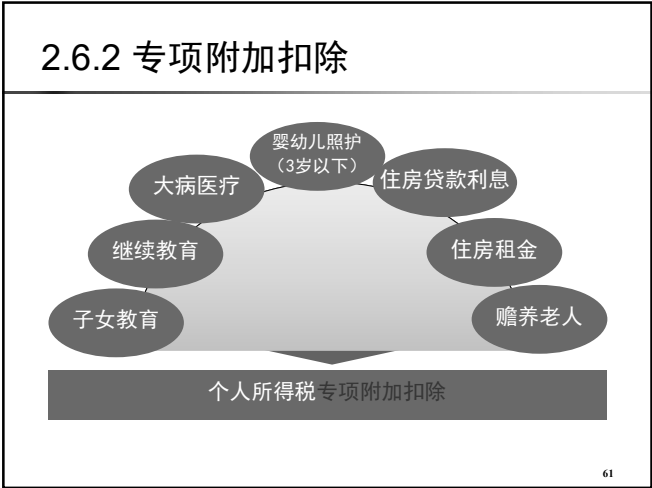 2.6.2 专项附加扣除
婴幼儿照护
（3岁以下）
大病医疗
住房贷款利息
继续教育
住房租金
子女教育
赡养老人
个人所得税专项附加扣除
61